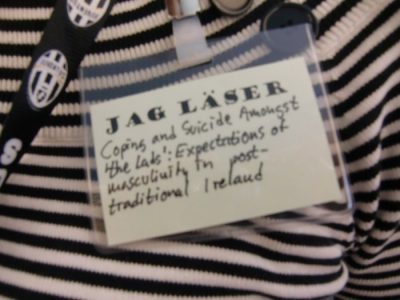 JAG LÄSER
Coping and Suicide Amongst
the Lads': Expectations of
masculinity in post-
traditional Ireland